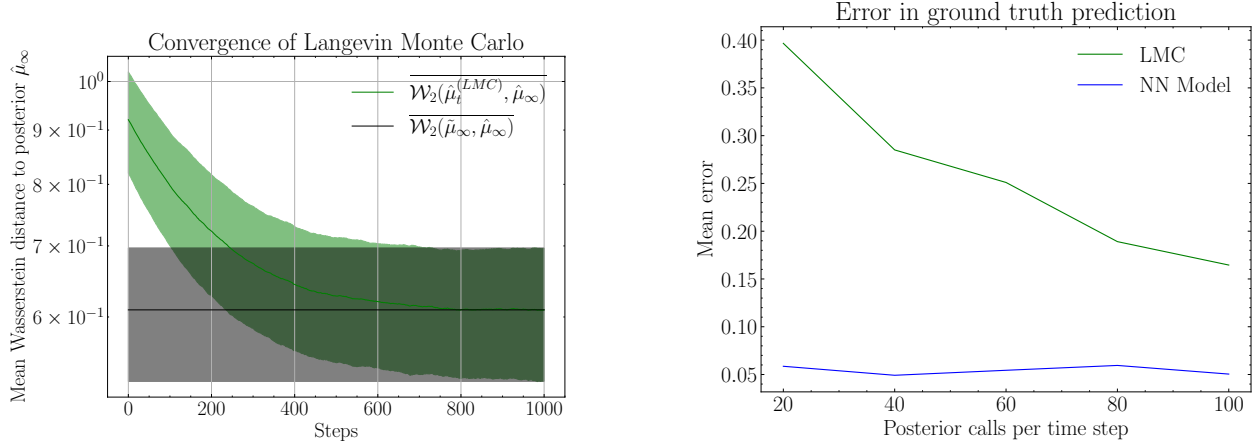 Convergence of Langevin Monte Carlo
Mean Wasserstein distance to posterior μ̂∞
10⁰
9 × 10⁻¹
8 × 10⁻¹
7 × 10⁻¹
6 × 10⁻¹
W₂(μ̂ₜ^(LMC), μ̂∞)
W₂(μ̃∞, μ̂∞)
0 200 400 600 800 1000
Steps
Error in ground truth prediction
Mean error
0.40
0.35
0.30
0.25
0.20
0.15
0.10
0.05
LMC
NN Model
20 40 60 80 100
Posterior calls per time step